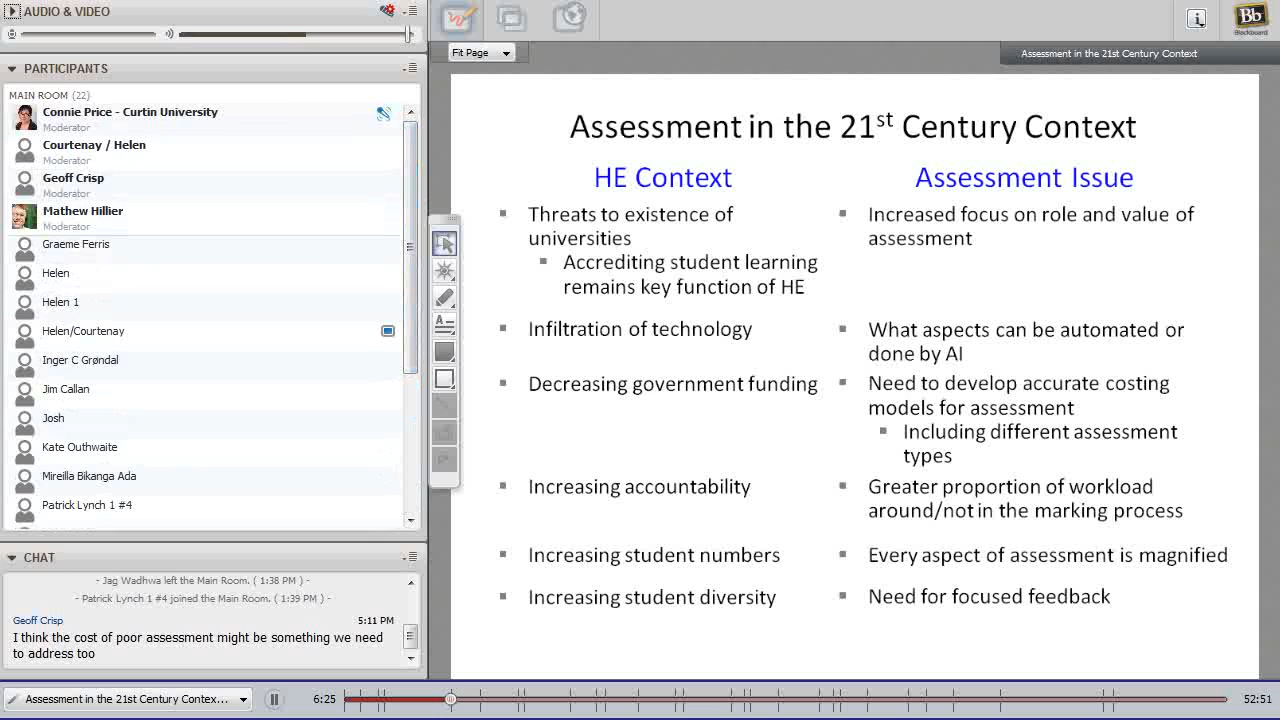 AUDIO & VIDEO
PARTICIPANTS
MAIN ROOM (22)
Connie Price - Curtin University
Moderator
Courtenay / Helen
Moderator
Geoff Crisp
Moderator
Mathew Hillier
Moderator
Graeme Ferris
Helen
Helen 1
Helen/Courtenay
Inger C Grøndal
Jim Callan
Josh
Kate Outhwaite
Mireilla Bikanga Ada
Patrick Lynch 1 #4
CHAT
- Jag Wadhwa left the Main Room. ( 1:38 PM ) -
- Patrick Lynch 1 #4 joined the Main Room. ( 1:39 PM ) -
Geoff Crisp 5:11 PM
I think the cost of poor assessment might be something we need
to address too
Fit Page
Bb
Blackboard
Assessment in the 21st Century Context
Assessment in the 21st Century Context
HE Context
Threats to existence of
universities
Accrediting student learning
remains key function of HE
Infiltration of technology
Decreasing government funding
Increasing accountability
Increasing student numbers
Increasing student diversity
Assessment Issue
Increased focus on role and value of
assessment
What aspects can be automated or
done by AI
Need to develop accurate costing
models for assessment
Including different assessment
types
Greater proportion of workload
around/not in the marking process
Every aspect of assessment is magnified
Need for focused feedback
Assessment in the 21st Century Contex...
6:25
52:51